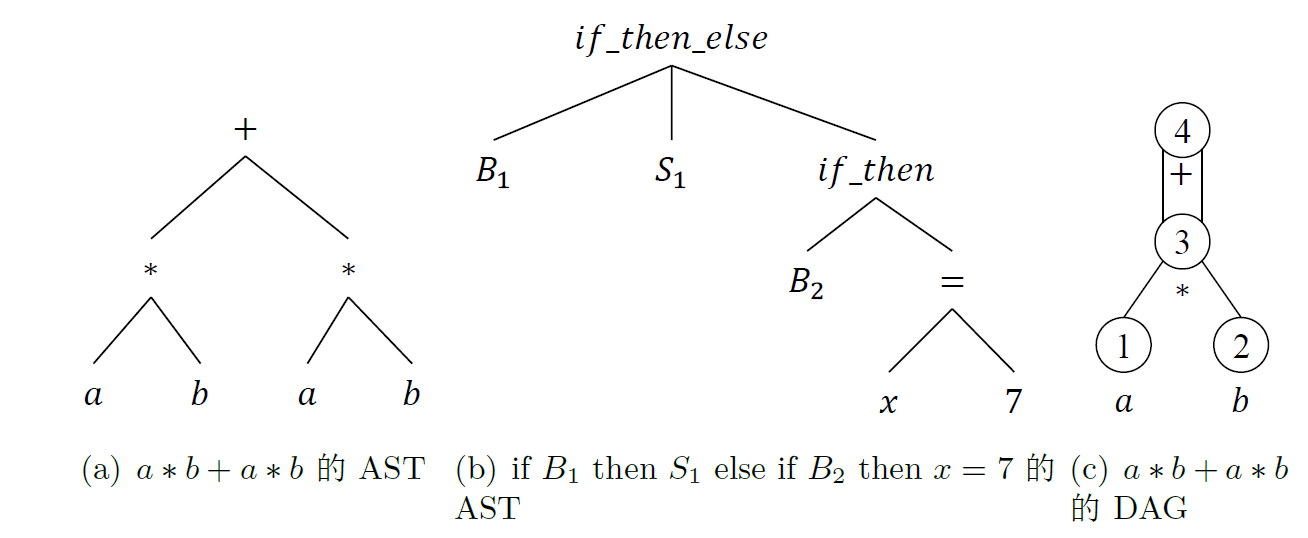 if_then_else
+
B₁ S₁ if_then
* *
B₂ =
a b a b
x 7
4
+
3
*
1 2
a b
(a) a * b + a * b 的 AST
(b) if B₁ then S₁ else if B₂ then x = 7 的
AST
(c) a * b + a * b
的 DAG